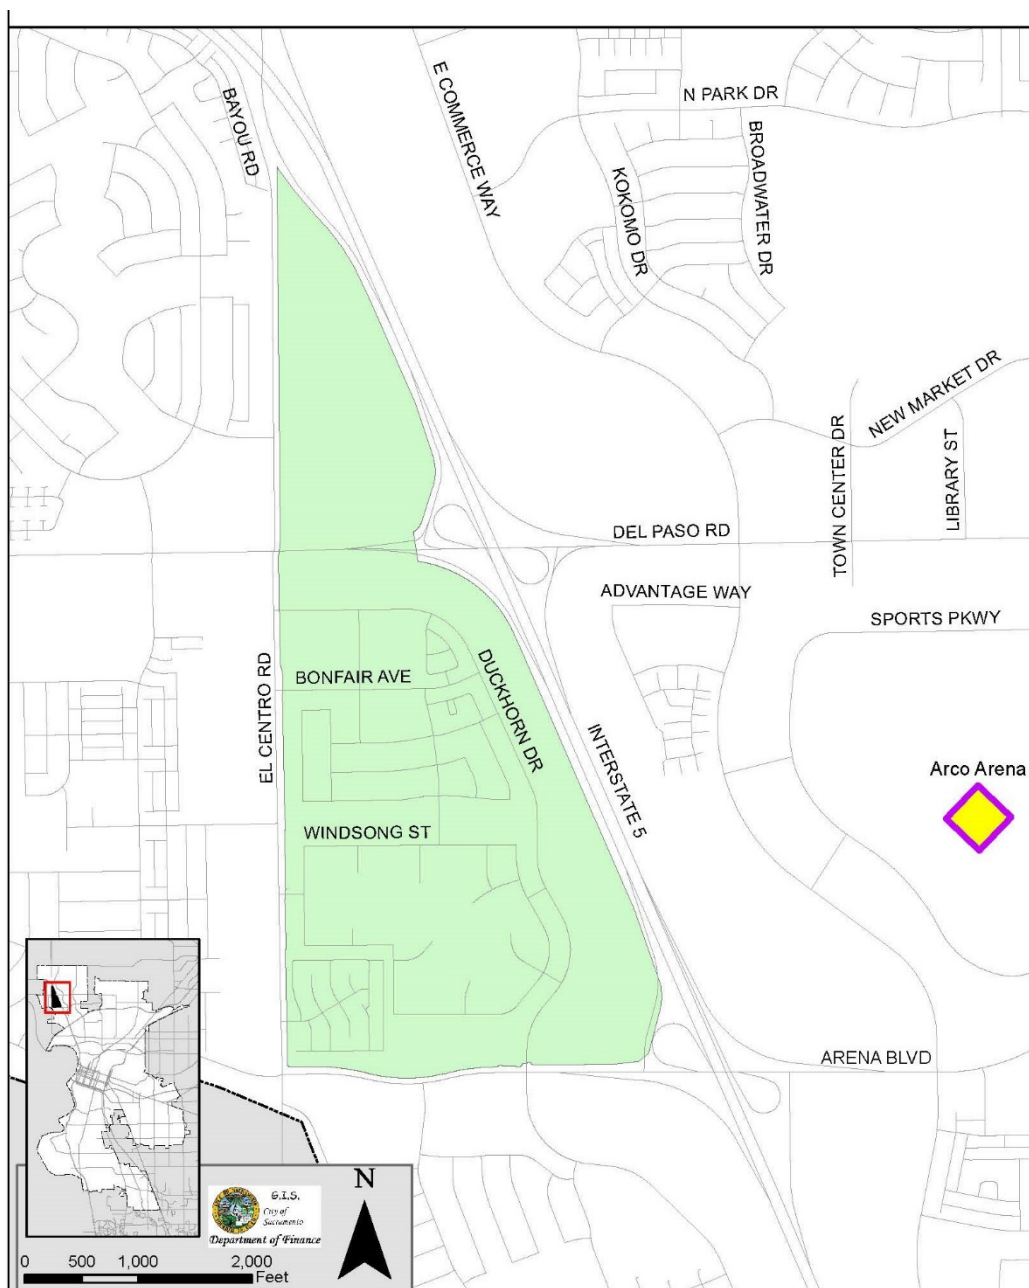 BAYOU RD
E COMMERCE WAY
N PARK DR
BROADWATER DR
KOKOMO DR
NEW MARKET DR
TOWN CENTER DR
LIBRARY ST
DEL PASO RD
ADVANTAGE WAY
SPORTS PKWY
EL CENTRO RD
BONFAIR AVE
DUCKHORN DR
INTERSTATE 5
Arco Arena
WINDSONG ST
ARENA BLVD
N
G.I.S.
City of
Sacramento
Department of Finance
0 500 1,000 2,000
Feet